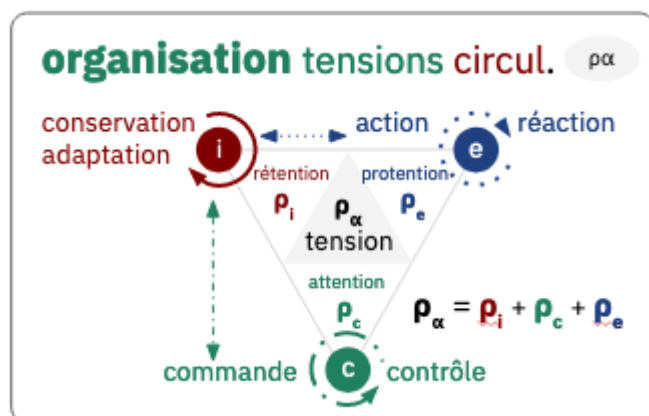 organisation tensions circul. ρα
conservation action réaction
adaptation i e
rétention protention
ρi ρα ρe
tension
attention
ρc
ρα = ρi + ρc + ρe
commande c contrôle